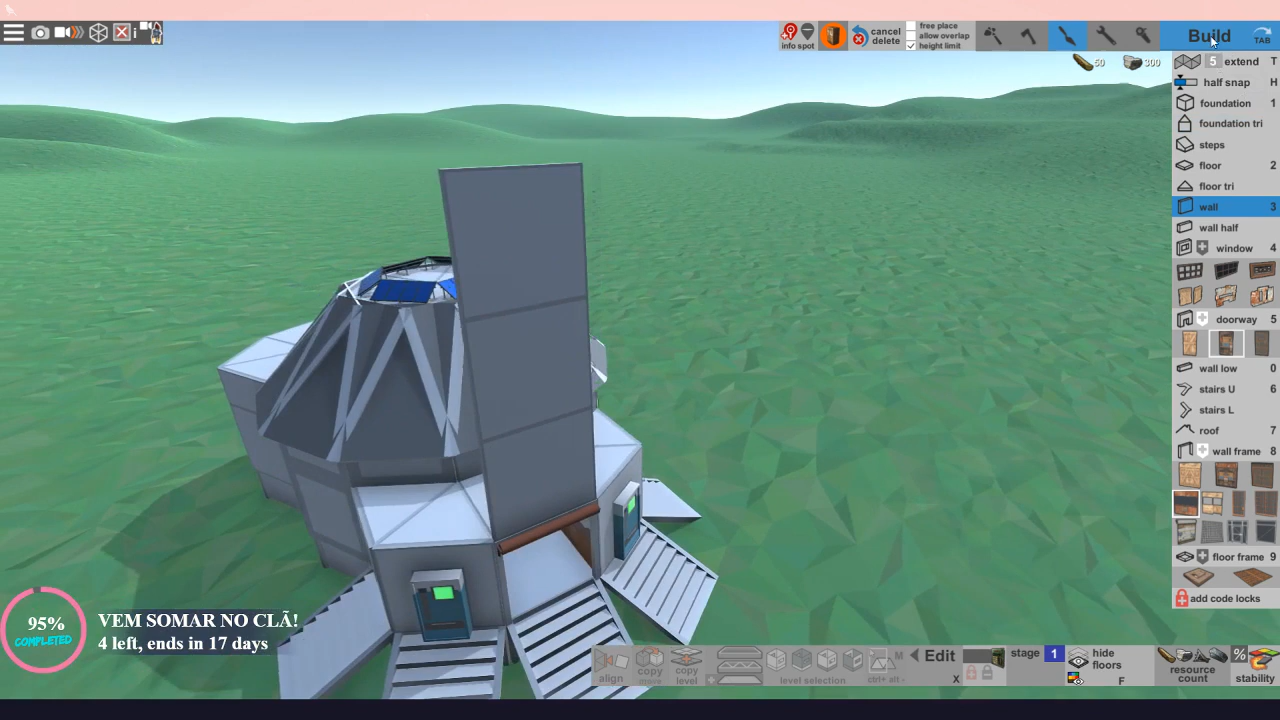 i
info spot
cancel
delete
free place
allow overlap
height limit
Build
TAB
50
300
5 extend T
half snap H
foundation 1
foundation tri
steps
floor 2
floor tri
wall 3
wall half
window 4
doorway 5
wall low 0
stairs U 6
stairs L
roof 7
wall frame 8
floor frame 9
add code locks
95%
COMPLETED
VEM SOMAR NO CLÃ!
4 left, ends in 17 days
align
copy
move
copy
level
level selection
M
ctrl+ alt -
Edit
X
stage 1
hide
floors
F
resource
count
%
stability